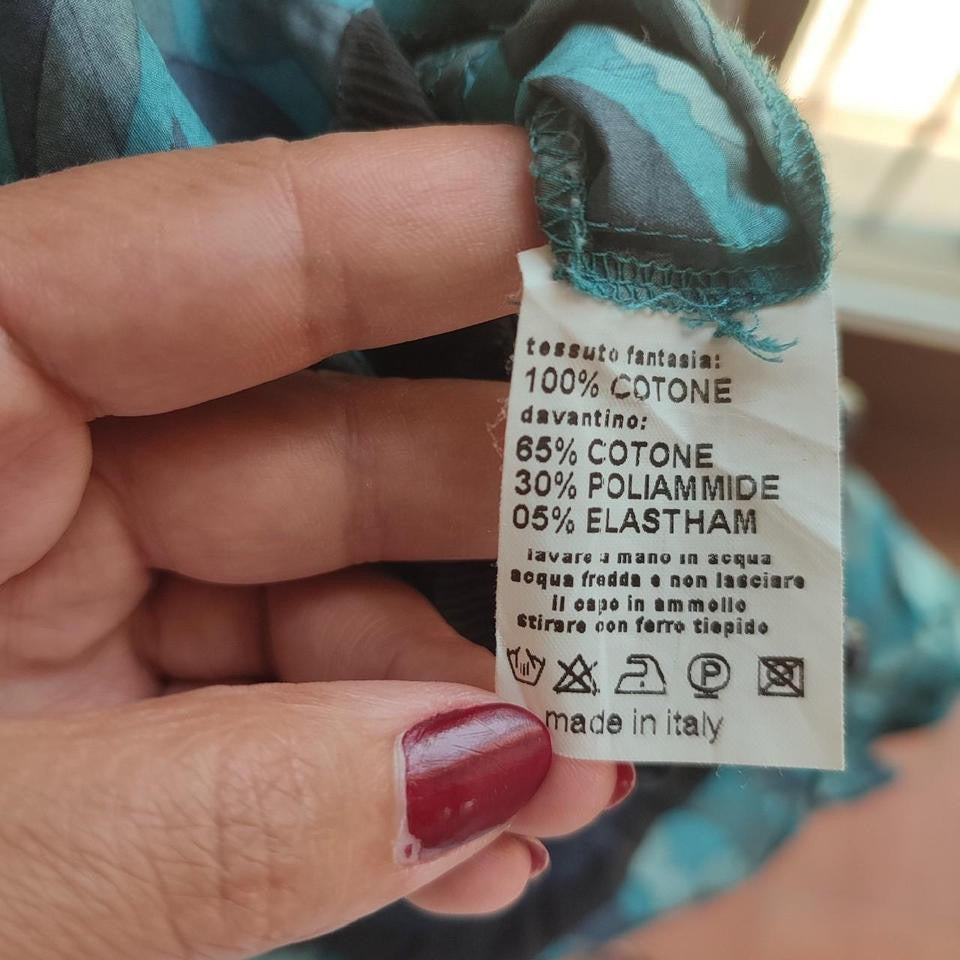 tessuto fantasia:
100% COTONE
davantino:
65% COTONE
30% POLIAMMIDE
05% ELASTHAM
lavare a mano in acqua
acqua fredda e non lasciare
il capo in ammollo
stirare con ferro tiepido
P
made in italy